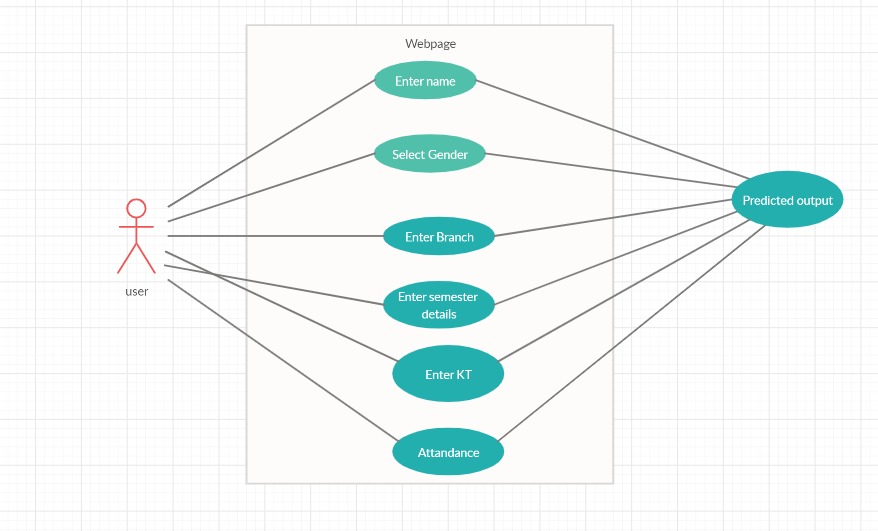 Webpage
Enter name
Select Gender
Predicted output
Enter Branch
user
Enter semester
details
Enter KT
Attandance